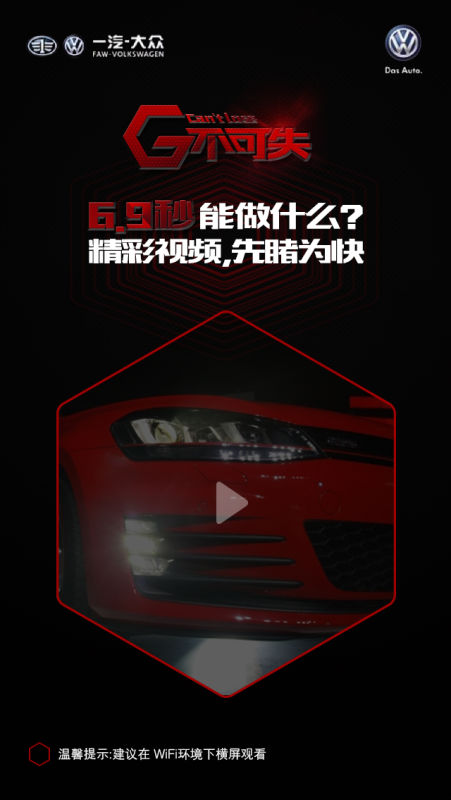 一汽-大众
FAW-VOLKSWAGEN
Das Auto.
Can't lose
G不可失
6.9秒能做什么?
精彩视频,先睹为快
温馨提示:建议在 WiFi环境下横屏观看